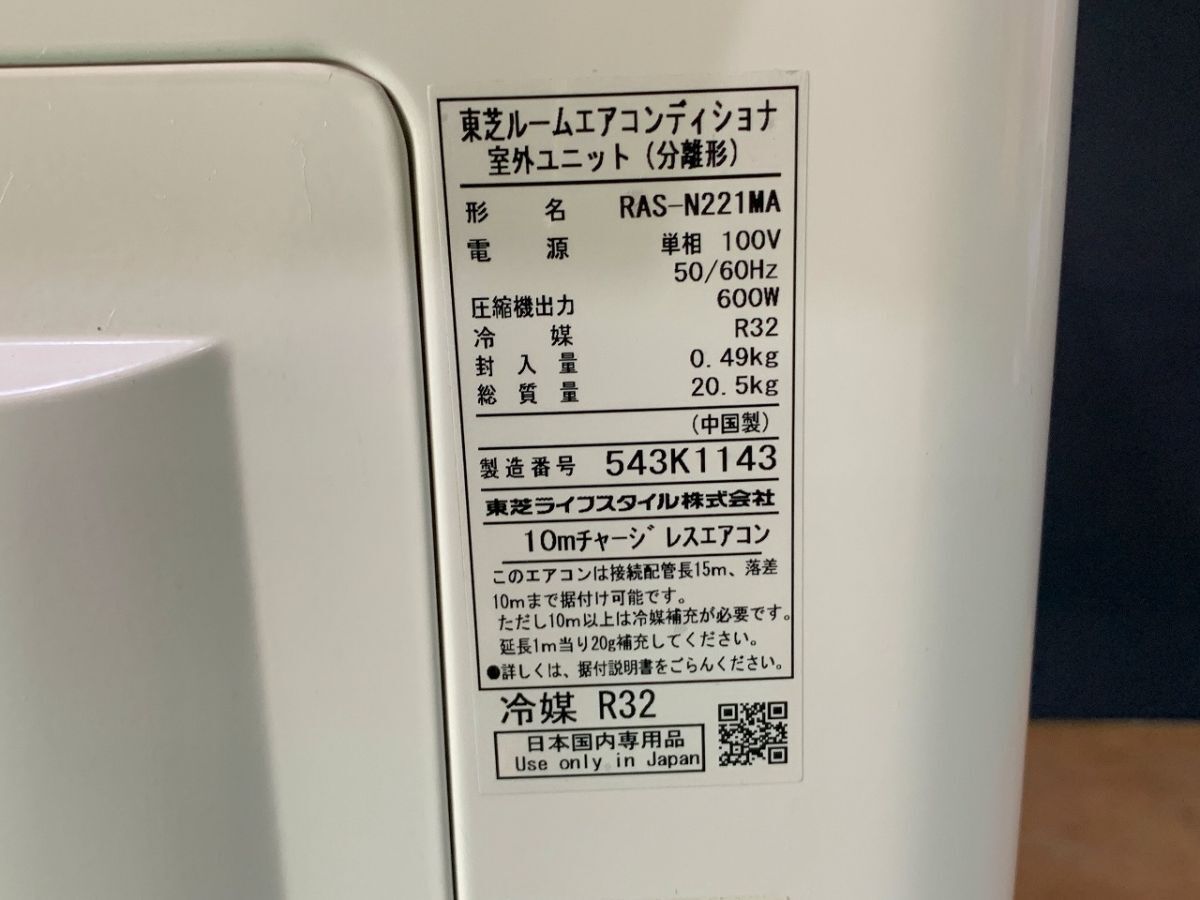 東芝ルームエアコンディショナ
室外ユニット（分離形）
形 名 RAS-N221MA
電 源 単相 100V
50/60Hz
圧縮機出力 600W
冷 媒 R32
封 入 量 0.49kg
総 質 量 20.5kg
（中国製）
製造番号 543K1143
東芝ライフスタイル株式会社
10mチャージレスエアコン
このエアコンは接続配管長15m、落差
10mまで据付け可能です。
ただし10m以上は冷媒補充が必要です。
延長1m当り20g補充してください。
●詳しくは、据付説明書をごらんください。
冷媒 R32
日本国内専用品
Use only in Japan